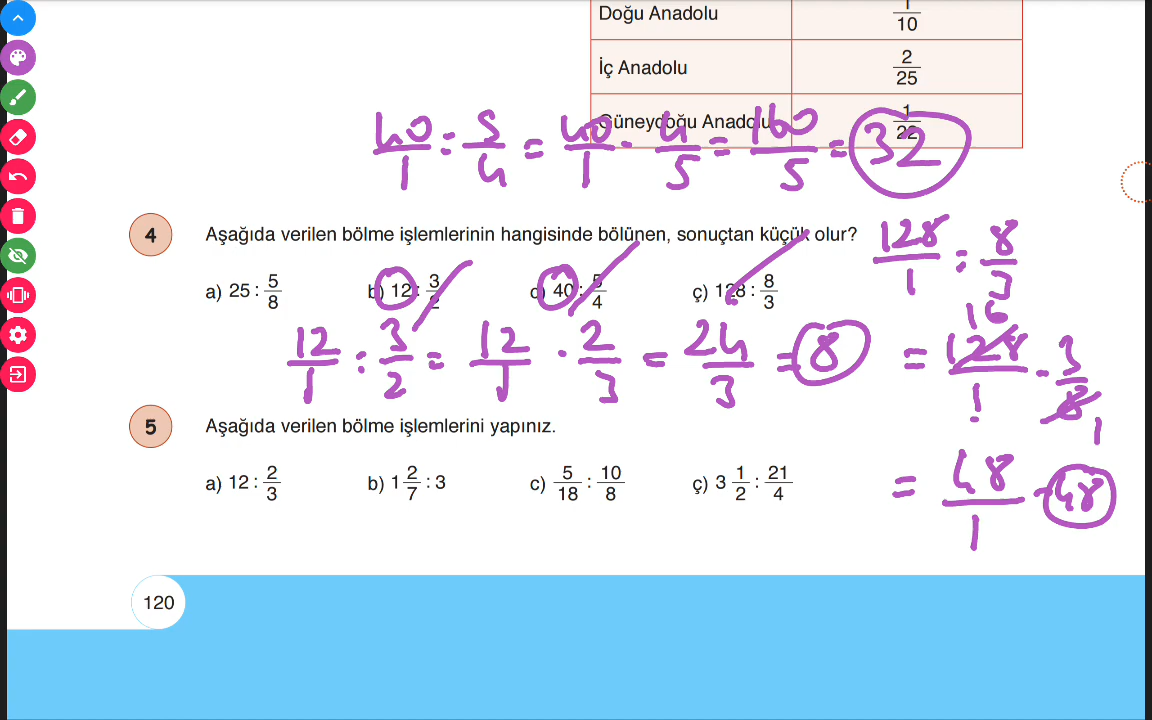 Doğu Anadolu 1/10
İç Anadolu 2/25
Güneydoğu Anadolu 1/22
40/1 : 5/4 = 40/1 · 4/5 = 160/5 = 32
4 Aşağıda verilen bölme işlemlerinin hangisinde bölünen, sonuçtan küçük olur?
a) 25 : 5/8 b) 12 : 3/2 c) 40 : 5/4 ç) 128 : 8/3
128/1 : 8/3
12/1 : 3/2 = 12/1 · 2/3 = 24/3 = 8
16
= 128/1 · 3/8
1
= 48/1 = 48
5 Aşağıda verilen bölme işlemlerini yapınız.
a) 12 : 2/3 b) 1 2/7 : 3 c) 5/18 : 10/8 ç) 3 1/2 : 21/4
120